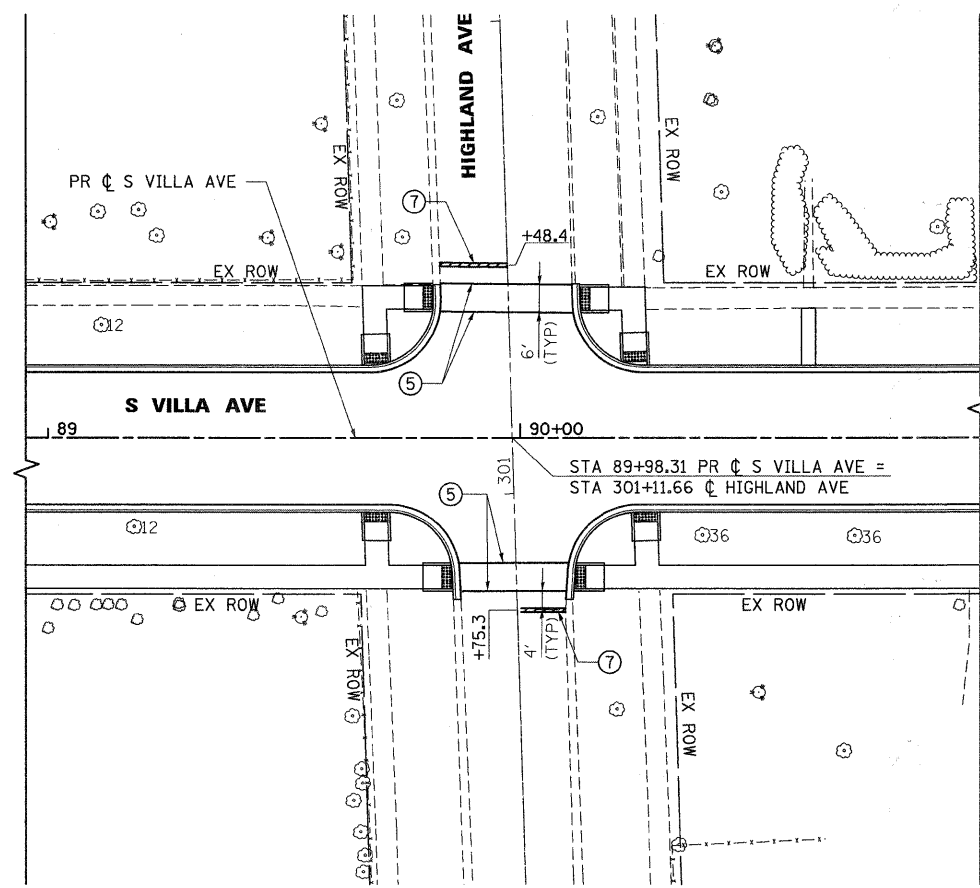 HIGHLAND AVE
EX ROW
EX ROW
PR ℄ S VILLA AVE
7
+48.4
EX ROW
EX ROW
12
6'
(TYP)
5
S VILLA AVE
89
90+00
STA 89+98.31 PR ℄ S VILLA AVE =
STA 301+11.66 ℄ HIGHLAND AVE
301
5
12
36
36
EX ROW
EX ROW
+75.3
4'
(TYP)
7
EX ROW
EX ROW